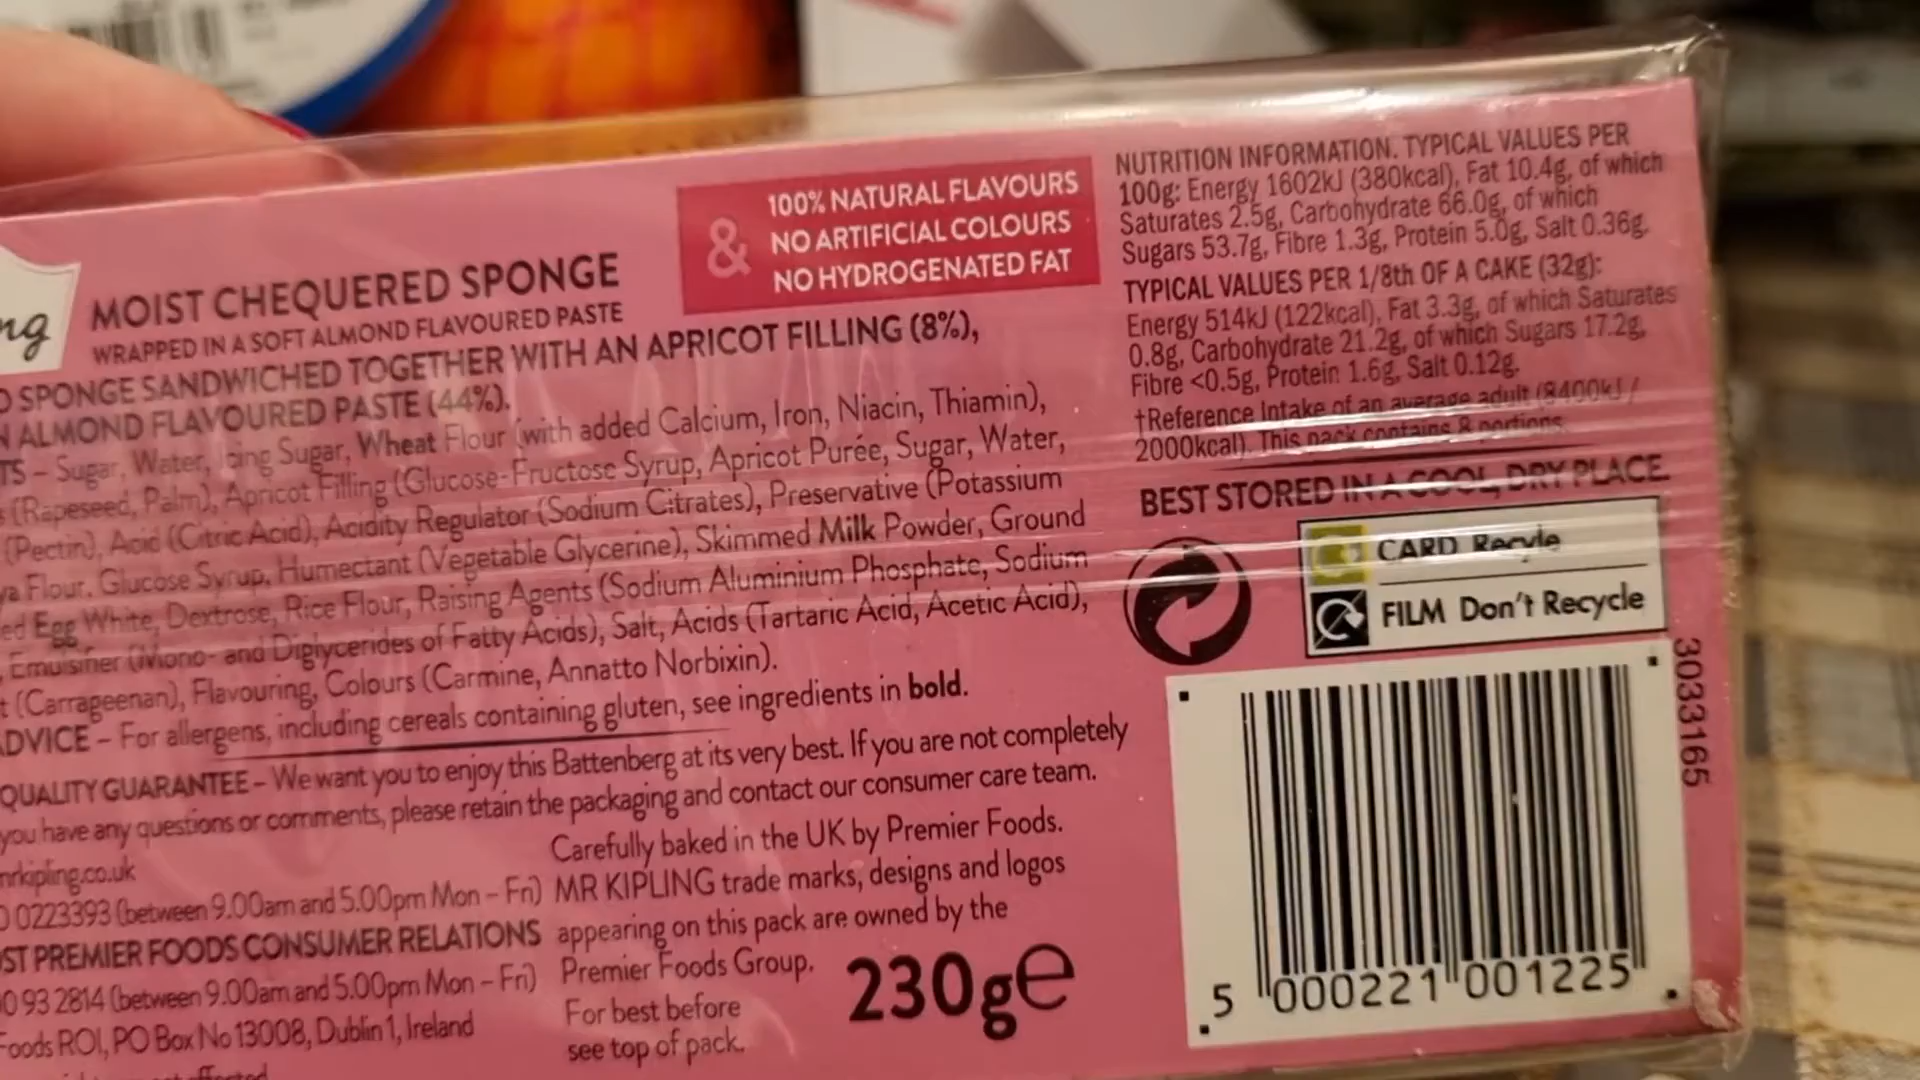 100% NATURAL FLAVOURS
& NO ARTIFICIAL COLOURS
NO HYDROGENATED FAT
ng
MOIST CHEQUERED SPONGE
WRAPPED IN A SOFT ALMOND FLAVOURED PASTE
SPONGE SANDWICHED TOGETHER WITH AN APRICOT FILLING (8%),
ALMOND FLAVOURED PASTE (44%).
TS – Sugar, Water, Icing Sugar, Wheat Flour (with added Calcium, Iron, Niacin, Thiamin),
(Rapeseed, Palm), Apricot Filling (Glucose-Fructose Syrup, Apricot Purée, Sugar, Water,
(Pectin), Acid (Citric Acid), Acidity Regulator (Sodium Citrates), Preservative (Potassium
ya Flour, Glucose Syrup, Humectant (Vegetable Glycerine), Skimmed Milk Powder, Ground
ed Egg White, Dextrose, Rice Flour, Raising Agents (Sodium Aluminium Phosphate, Sodium
, Emulsifier (Mono- and Diglycerides of Fatty Acids), Salt, Acids (Tartaric Acid, Acetic Acid),
t (Carrageenan), Flavouring, Colours (Carmine, Annatto Norbixin).
ADVICE – For allergens, including cereals containing gluten, see ingredients in bold.
QUALITY GUARANTEE – We want you to enjoy this Battenberg at its very best. If you are not completely
you have any questions or comments, please retain the packaging and contact our consumer care team.
mrkipling.co.uk
0 0223393 (between 9.00am and 5.00pm Mon – Fri)
ST PREMIER FOODS CONSUMER RELATIONS
0 93 2814 (between 9.00am and 5.00pm Mon – Fri)
Foods ROI, PO Box No 13008, Dublin 1, Ireland
affected
Carefully baked in the UK by Premier Foods.
MR KIPLING trade marks, designs and logos
appearing on this pack are owned by the
Premier Foods Group.
For best before
see top of pack.
230g℮
NUTRITION INFORMATION. TYPICAL VALUES PER
100g: Energy 1602kJ (380kcal), Fat 10.4g, of which
Saturates 2.5g, Carbohydrate 66.0g, of which
Sugars 53.7g, Fibre 1.3g, Protein 5.0g, Salt 0.36g.
TYPICAL VALUES PER 1/8th OF A CAKE (32g):
Energy 514kJ (122kcal), Fat 3.3g, of which Saturates
0.8g, Carbohydrate 21.2g, of which Sugars 17.2g,
Fibre <0.5g, Protein 1.6g, Salt 0.12g.
†Reference Intake of an average adult (8400kJ /
2000kcal). This pack contains 8 portions.
BEST STORED IN A COOL, DRY PLACE.
CARD Recyle
FILM Don't Recycle
3033165
5 000221 001225